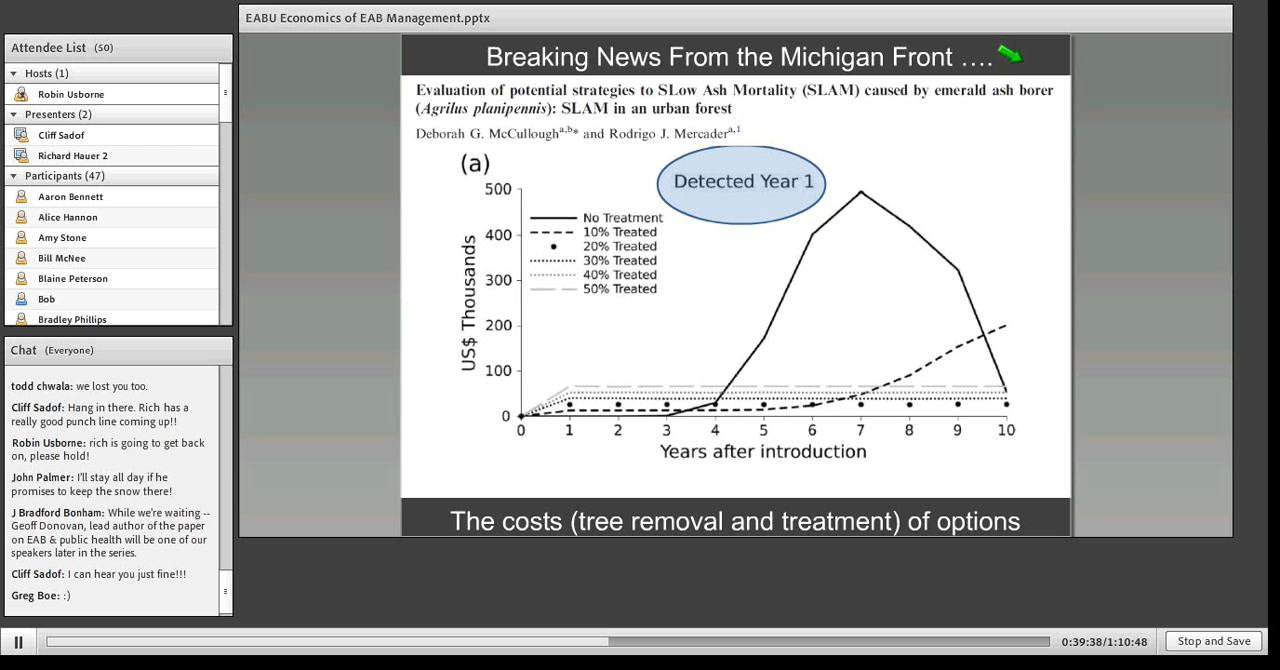 EABU Economics of EAB Management.pptx
Attendee List (50)
Hosts (1)
Robin Usborne
Presenters (2)
Cliff Sadof
Richard Hauer 2
Participants (47)
Aaron Bennett
Alice Hannon
Amy Stone
Bill McNee
Blaine Peterson
Bob
Bradley Phillips
Chat (Everyone)
todd chwala: we lost you too.
Cliff Sadof: Hang in there. Rich has a
really good punch line coming up!!
Robin Usborne: rich is going to get back
on, please hold!
John Palmer: I'll stay all day if he
promises to keep the snow there!
J Bradford Bonham: While we're waiting --
Geoff Donovan, lead author of the paper
on EAB & public health will be one of our
speakers later in the series.
Cliff Sadof: I can hear you just fine!!!
Greg Boe: :)
Breaking News From the Michigan Front ....
Evaluation of potential strategies to SLow Ash Mortality (SLAM) caused by emerald ash borer
(Agrilus planipennis): SLAM in an urban forest
Deborah G. McCullough^a,b* and Rodrigo J. Mercader^a,1
(a)
Detected Year 1
500
400
300
200
100
0
US$ Thousands
No Treatment
10% Treated
20% Treated
30% Treated
40% Treated
50% Treated
0 1 2 3 4 5 6 7 8 9 10
Years after introduction
The costs (tree removal and treatment) of options
0:39:38/1:10:48
Stop and Save